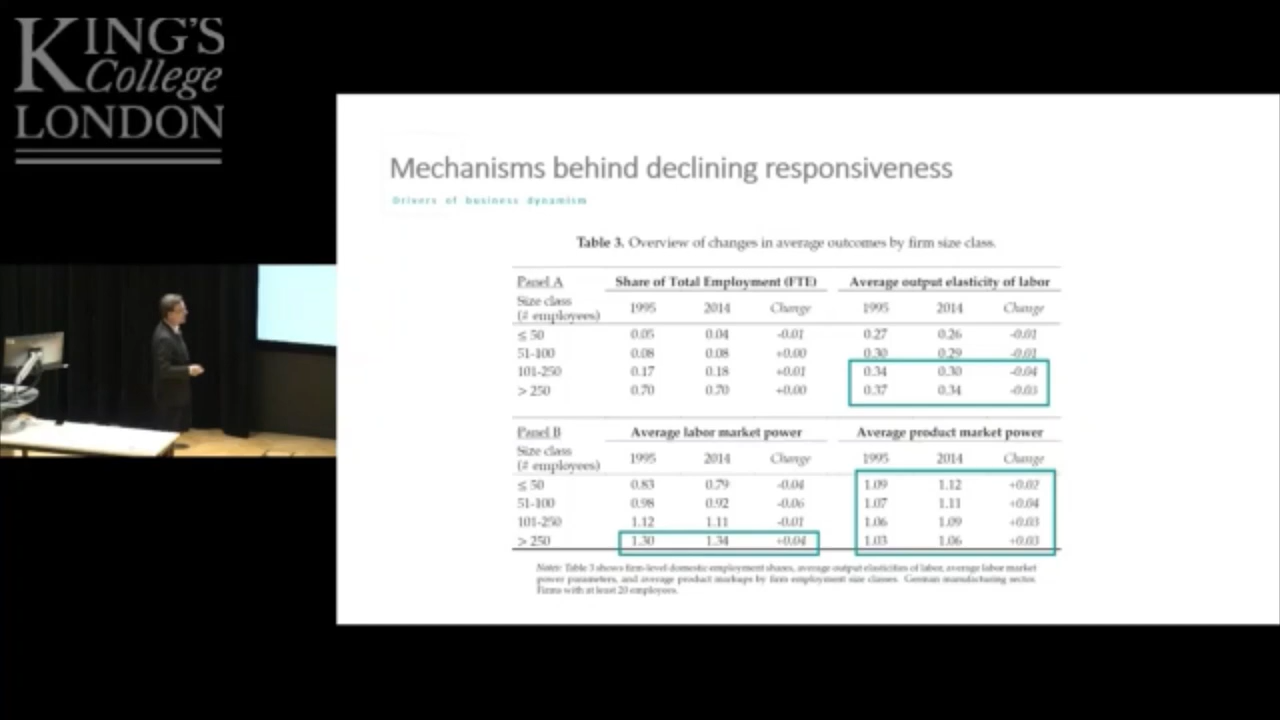 KING'S
College
LONDON
Mechanisms behind declining responsiveness
Drivers of business dynamism
Table 3. Overview of changes in average outcomes by firm size class.
Panel A Share of Total Employment (FTE) Average output elasticity of labor
Size class
(# employees) 1995 2014 Change 1995 2014 Change
≤ 50 0.05 0.04 -0.01 0.27 0.26 -0.01
51-100 0.08 0.08 +0.00 0.30 0.29 -0.01
101-250 0.17 0.18 +0.01 0.34 0.30 -0.04
> 250 0.70 0.70 +0.00 0.37 0.34 -0.03
Panel B Average labor market power Average product market power
Size class
(# employees) 1995 2014 Change 1995 2014 Change
≤ 50 0.83 0.79 -0.04 1.09 1.12 +0.02
51-100 0.98 0.92 -0.06 1.07 1.11 +0.04
101-250 1.12 1.11 -0.01 1.06 1.09 +0.03
> 250 1.30 1.34 +0.04 1.03 1.06 +0.03
Notes: Table 3 shows firm-level domestic employment shares, average output elasticities of labor, average labor market
power parameters, and average product markups by firm employment size classes. German manufacturing sector.
Firms with at least 20 employees.